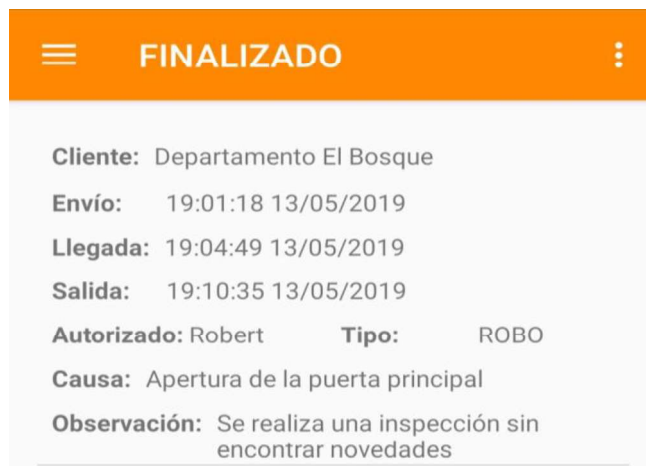 FINALIZADO
Cliente: Departamento El Bosque
Envío: 19:01:18 13/05/2019
Llegada: 19:04:49 13/05/2019
Salida: 19:10:35 13/05/2019
Autorizado: Robert Tipo: ROBO
Causa: Apertura de la puerta principal
Observación: Se realiza una inspección sin
encontrar novedades